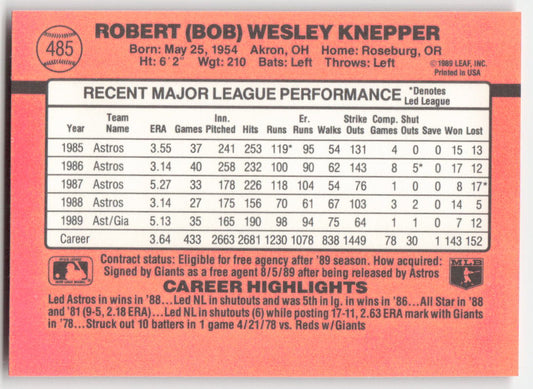 485
ROBERT (BOB) WESLEY KNEPPER
Born: May 25, 1954 Akron, OH Home: Roseburg, OR
Ht: 6'2" Wgt: 210 Bats: Left Throws: Left
©1989 LEAF, INC.
Printed in USA
RECENT MAJOR LEAGUE PERFORMANCE *Denotes Led League
Year Team Name ERA Games Inn. Pitched Hits Runs Er. Runs Walks Strike Outs Comp. Games Shut Outs Save Won Lost
1985 Astros 3.55 37 241 253 119* 95 54 131 4 0 0 15 13
1986 Astros 3.14 40 258 232 100 90 62 143 8 5* 0 17 12
1987 Astros 5.27 33 178 226 118 104 54 76 1 0 0 8 17*
1988 Astros 3.14 27 175 156 70 61 67 103 3 2 0 14 5
1989 Ast/Gia 5.13 35 165 190 98 94 75 64 1 1 0 7 12
Career 3.64 433 2663 2681 1230 1078 838 1449 78 30 1 143 152
Contract status: Eligible for free agency after '89 season. How acquired:
Signed by Giants as a free agent 8/5/89 after being released by Astros
MLB
CAREER HIGHLIGHTS
Led Astros in wins in '88...Led NL in shutouts and was 5th in lg. in wins in '86...All Star in '88
and '81 (9-5, 2.18 ERA)...Led NL in shutouts (6) while posting 17-11, 2.63 ERA mark with Giants
in '78...Struck out 10 batters in 1 game 4/21/78 vs. Reds w/Giants